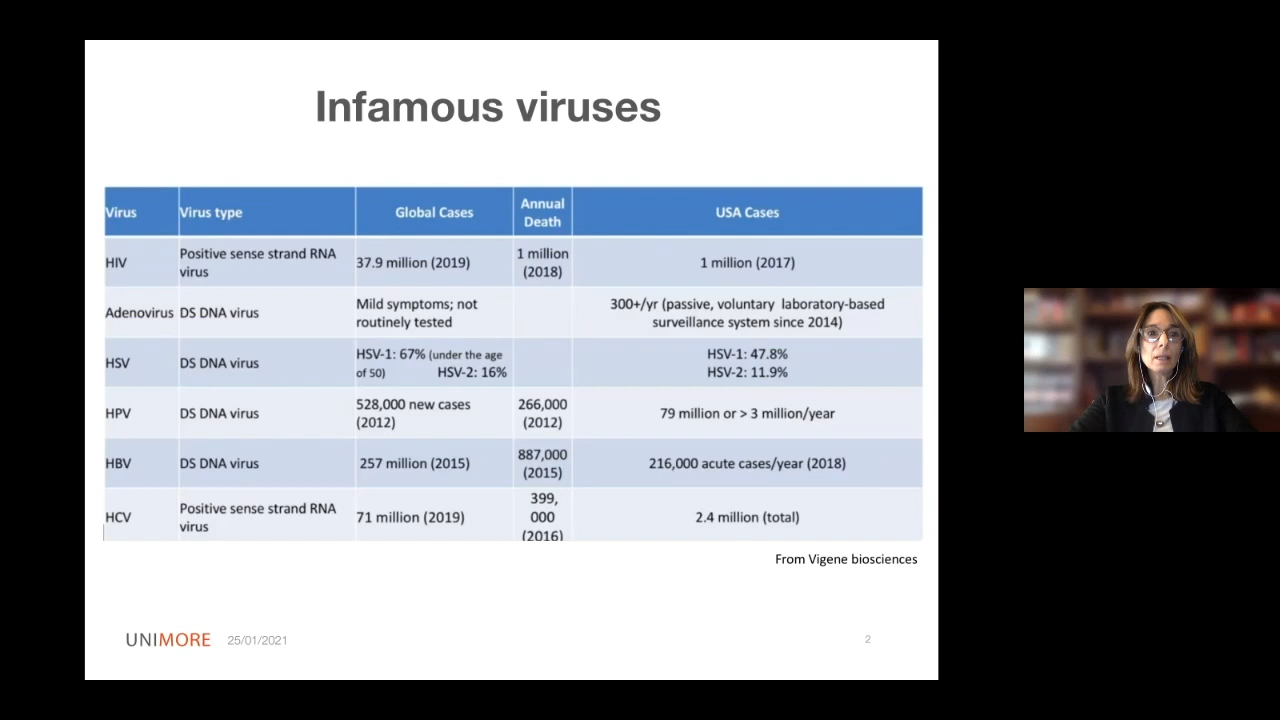 Infamous viruses
Virus Virus type Global Cases Annual Death USA Cases
HIV Positive sense strand RNA virus 37.9 million (2019) 1 million (2018) 1 million (2017)
Adenovirus DS DNA virus Mild symptoms; not routinely tested 300+/yr (passive, voluntary laboratory-based surveillance system since 2014)
HSV DS DNA virus HSV-1: 67% (under the age of 50) HSV-2: 16% HSV-1: 47.8% HSV-2: 11.9%
HPV DS DNA virus 528,000 new cases (2012) 266,000 (2012) 79 million or > 3 million/year
HBV DS DNA virus 257 million (2015) 887,000 (2015) 216,000 acute cases/year (2018)
HCV Positive sense strand RNA virus 71 million (2019) 399, 000 (2016) 2.4 million (total)
From Vigene biosciences
UNIMORE 25/01/2021 2